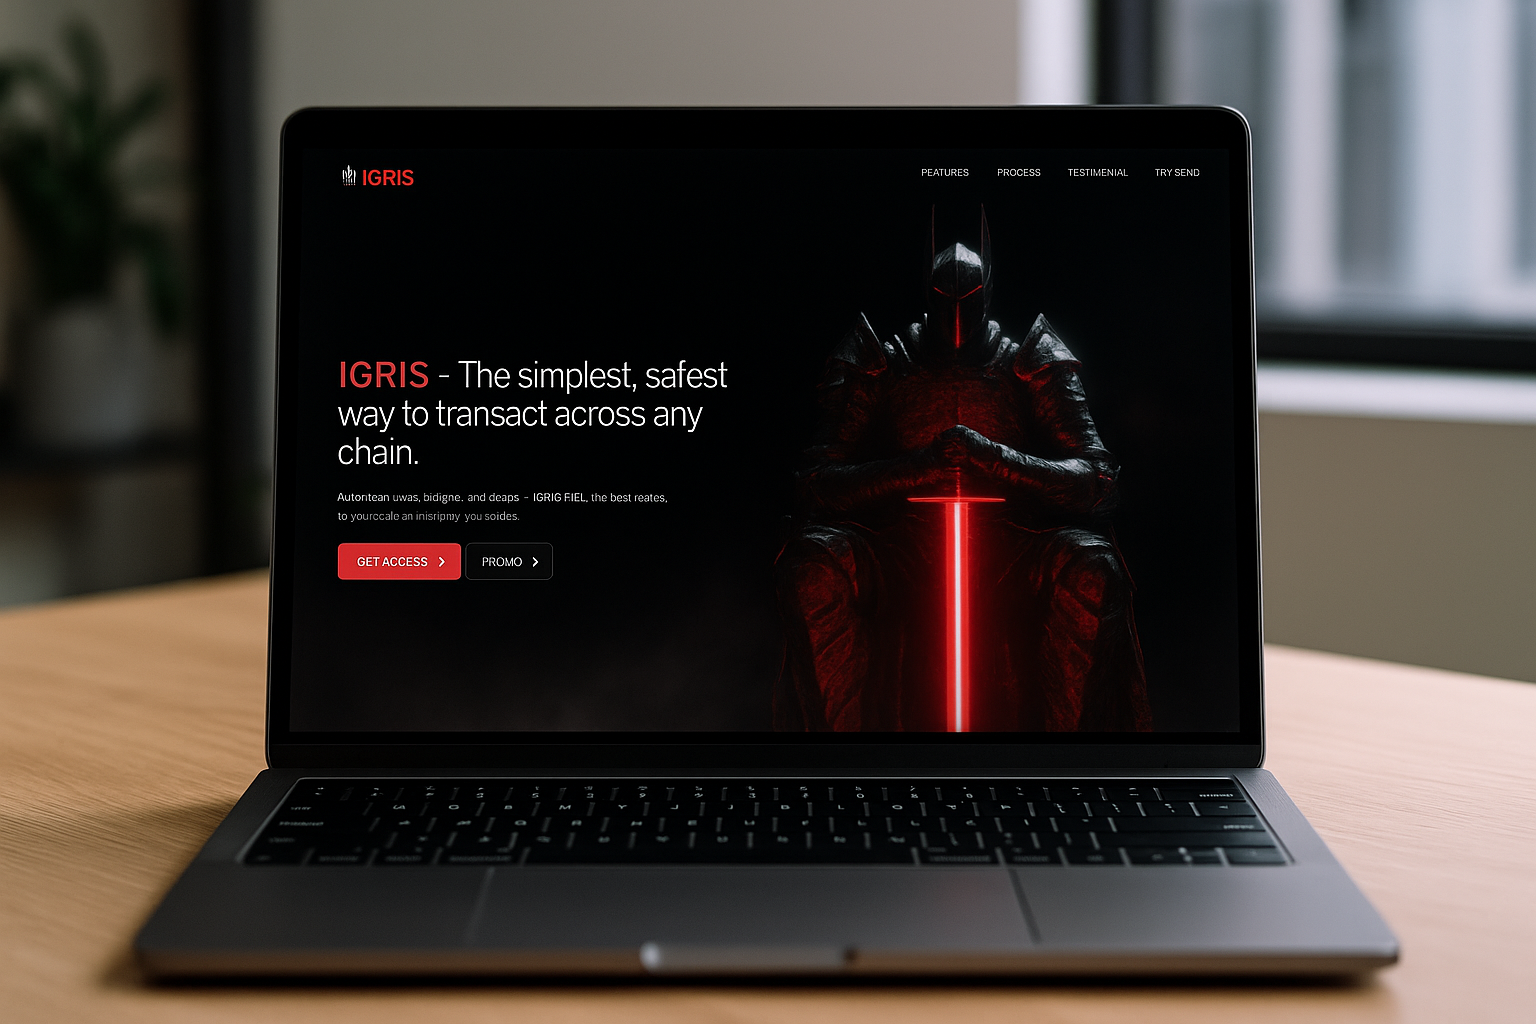 IGRIS
PEATURES PROCESS TESTIMENIAL TRY SEND
IGRIS - The simplest, safest
way to transact across any
chain.
Autoritean uwas, bidigne. and deaps - IGRIG FIEL, the best reates,
to yourccale an inisripmy you soides.
GET ACCESS
PROMO